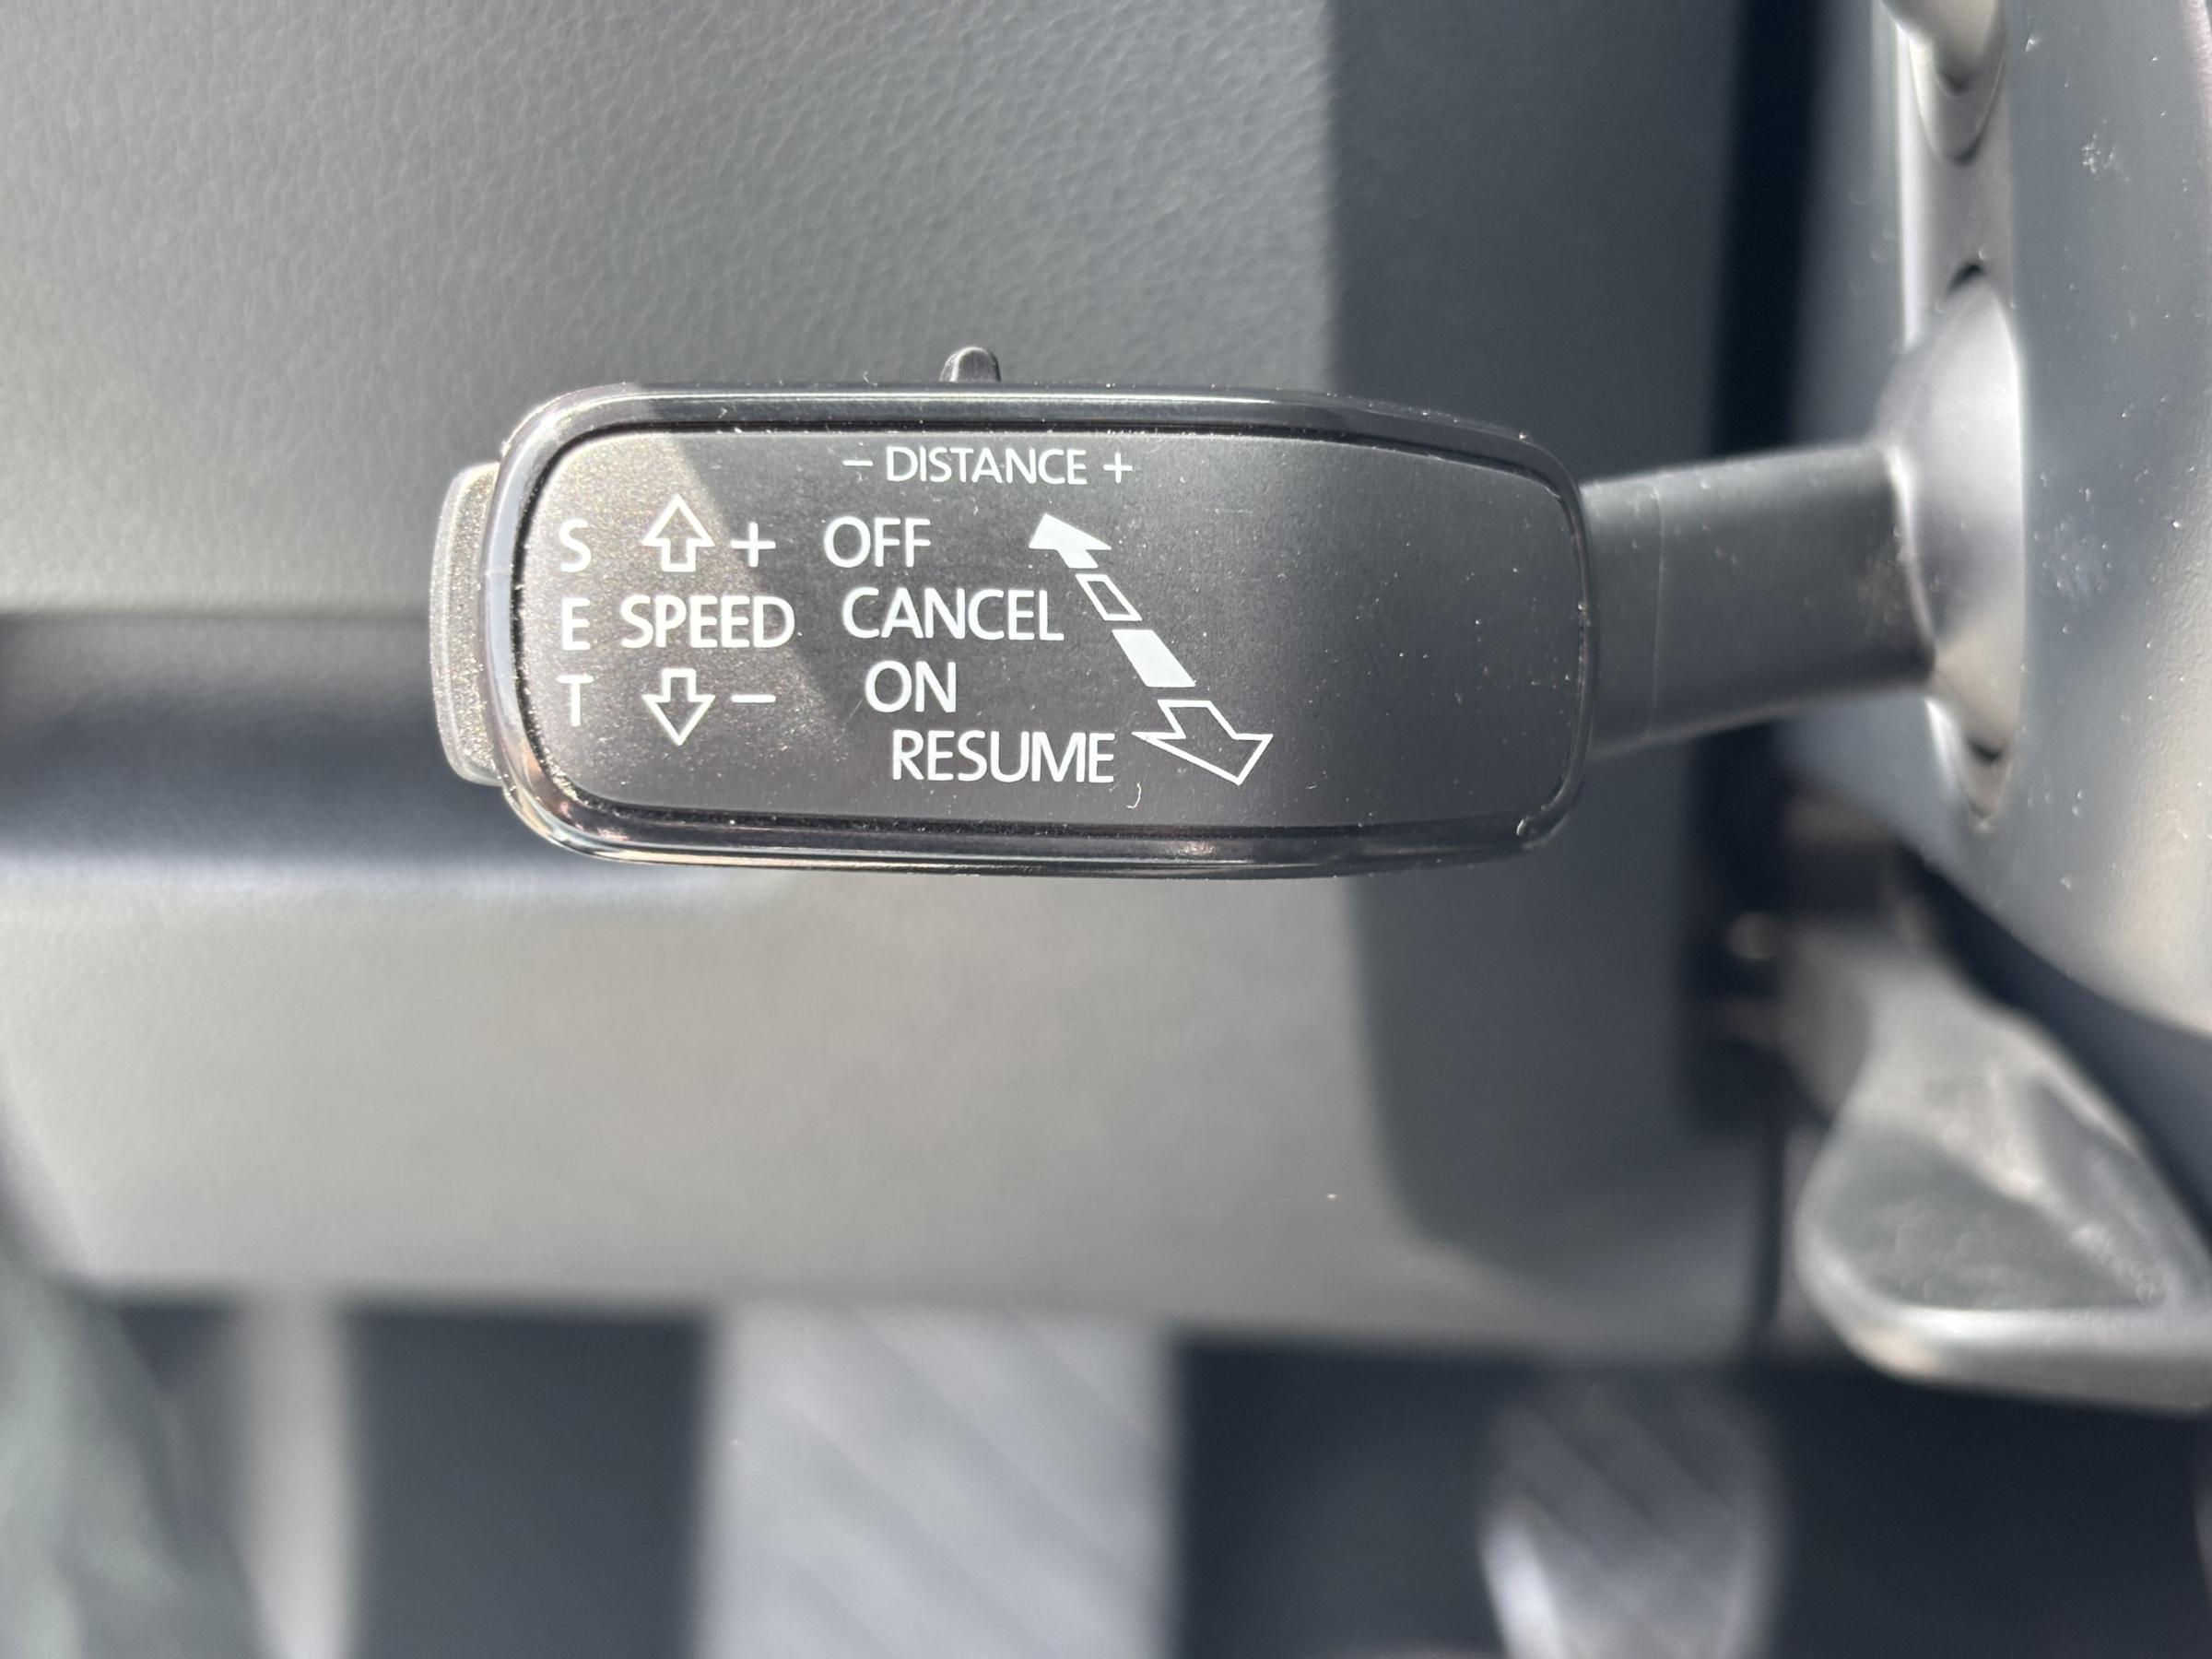 − DISTANCE +
S + OFF
E SPEED CANCEL
T − ON
RESUME